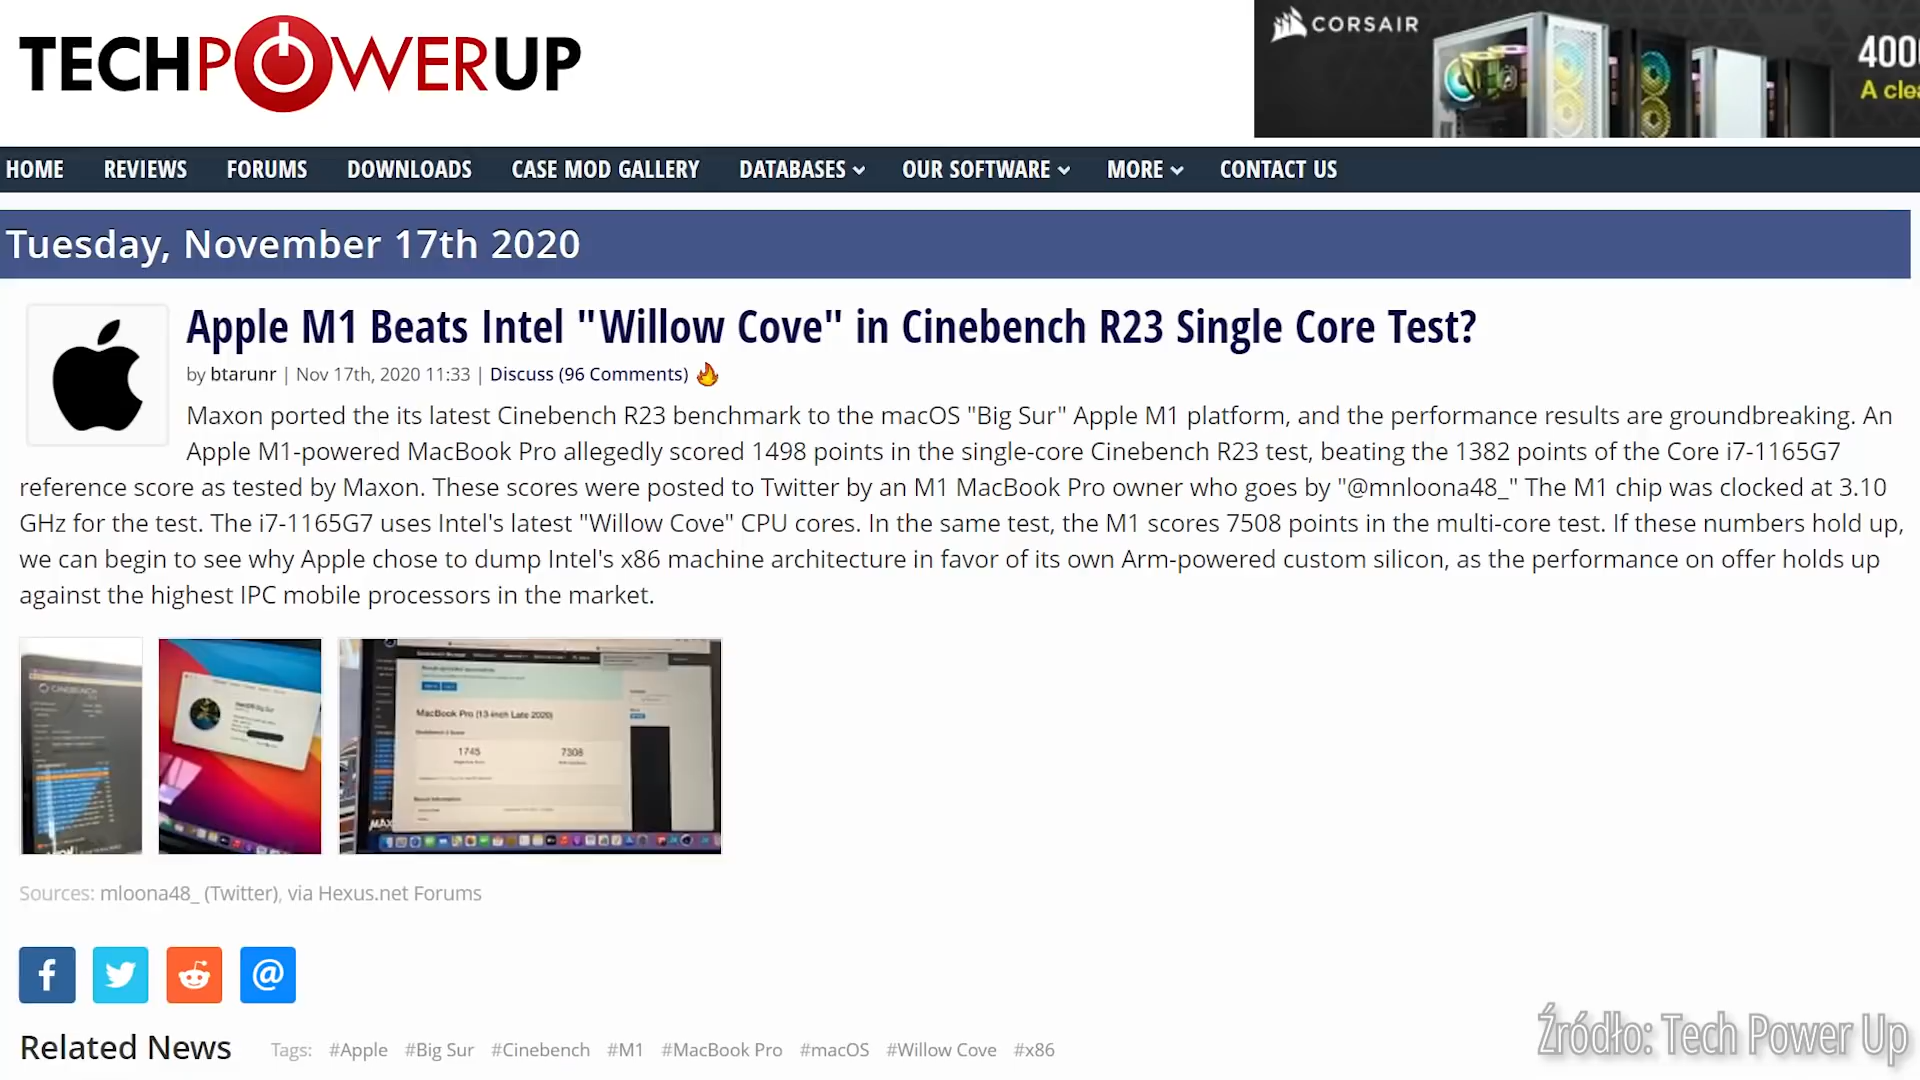 TECHPOWERUP
CORSAIR
4000
A clea
HOME REVIEWS FORUMS DOWNLOADS CASE MOD GALLERY DATABASES OUR SOFTWARE MORE CONTACT US
Tuesday, November 17th 2020
Apple M1 Beats Intel "Willow Cove" in Cinebench R23 Single Core Test?
by btarunr | Nov 17th, 2020 11:33 | Discuss (96 Comments)
Maxon ported the its latest Cinebench R23 benchmark to the macOS "Big Sur" Apple M1 platform, and the performance results are groundbreaking. An
Apple M1-powered MacBook Pro allegedly scored 1498 points in the single-core Cinebench R23 test, beating the 1382 points of the Core i7-1165G7
reference score as tested by Maxon. These scores were posted to Twitter by an M1 MacBook Pro owner who goes by "@mnloona48_" The M1 chip was clocked at 3.10
GHz for the test. The i7-1165G7 uses Intel's latest "Willow Cove" CPU cores. In the same test, the M1 scores 7508 points in the multi-core test. If these numbers hold up,
we can begin to see why Apple chose to dump Intel's x86 machine architecture in favor of its own Arm-powered custom silicon, as the performance on offer holds up
against the highest IPC mobile processors in the market.
CINEBENCH
macOS Big Sur
MacBook Pro (13-inch Late 2020)
1745 7308
Sources: mloona48_ (Twitter), via Hexus.net Forums
Related News Tags: #Apple #Big Sur #Cinebench #M1 #MacBook Pro #macOS #Willow Cove #x86
Źródło: Tech Power Up